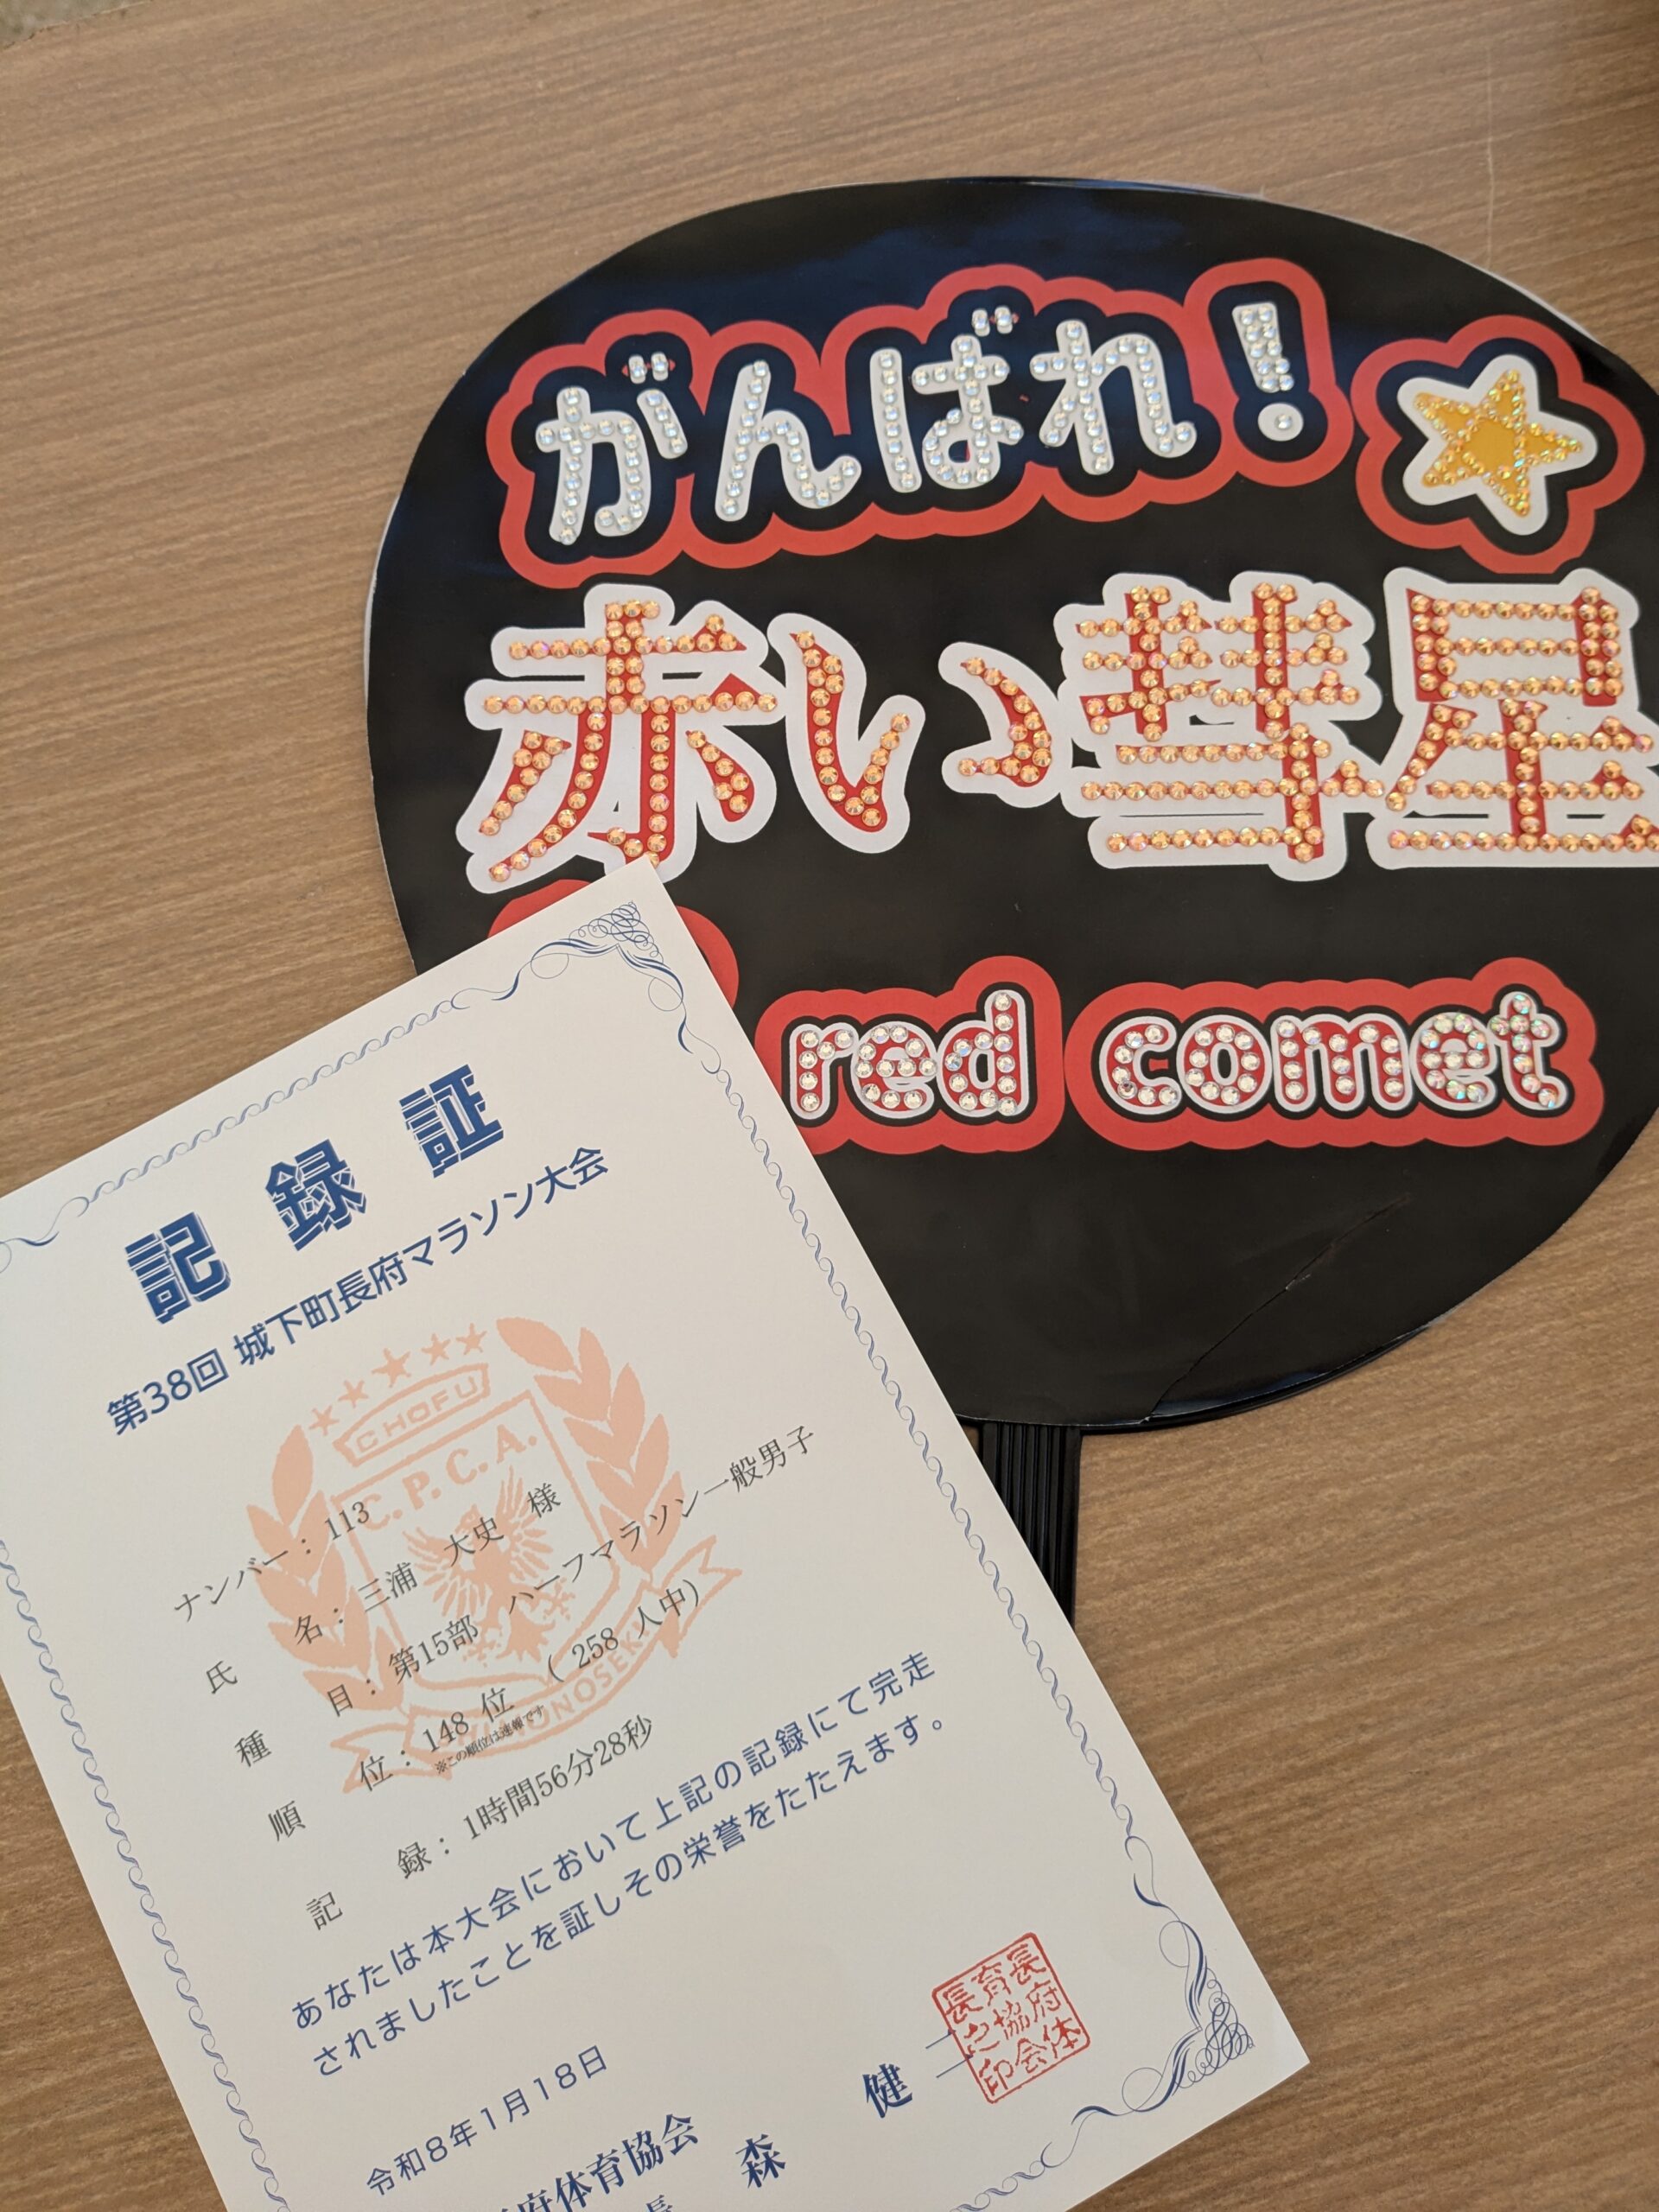 がんばれ!
赤い彗星
red comet
記録証
第38回 城下町長府マラソン大会
CHOFU
C.P.C.A.
ナンバー：113
氏 名：三浦 大史 様
種 目：第15部 ハーフマラソン一般男子
順 位：148 位 ( 258 人中)
※この順位は速報です
記 録：1時間56分28秒
あなたは本大会において上記の記録にて完走
されましたことを証しその栄誉をたたえます。
令和8年1月18日
府体育協会
長 森 健 二
長府体
育協会
長之印